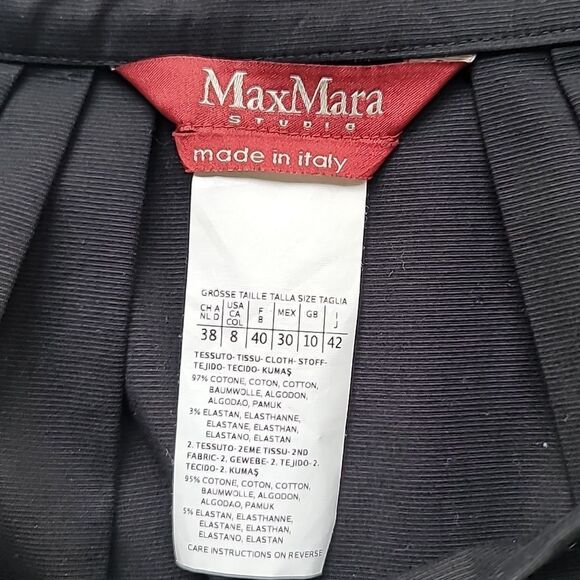 MaxMara
STUDIO
made in italy
GRÖSSE TAILLE TALLA SIZE TAGLIA
CH A NL D USA CA COL F B MEX GB I J
38 8 40 30 10 42
TESSUTO- TISSU- CLOTH- STOFF-
TEJIDO- TECIDO- KUMAŞ
97% COTONE, COTON, COTTON,
BAUMWOLLE, ALGODON,
ALGODAO, PAMUK
3% ELASTAN, ELASTHANNE,
ELASTANE, ELASTHAN,
ELASTANO, ELASTAN
2. TESSUTO- 2EME TISSU- 2ND
FABRIC- 2. GEWEBE- 2. TEJIDO- 2.
TECIDO- 2. KUMAŞ
95% COTONE, COTON, COTTON,
BAUMWOLLE, ALGODON,
ALGODAO, PAMUK
5% ELASTAN, ELASTHANNE,
ELASTANE, ELASTHAN,
ELASTANO, ELASTAN
CARE INSTRUCTIONS ON REVERSE